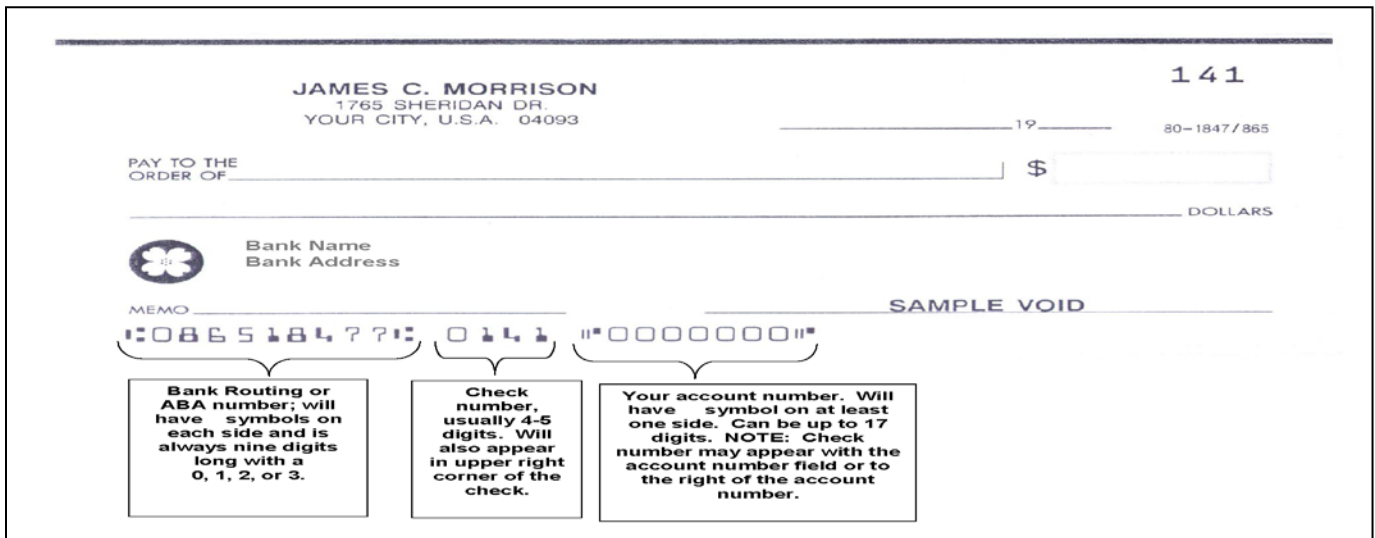 141
JAMES C. MORRISON
1765 SHERIDAN DR.
YOUR CITY, U.S.A. 04093
19
80-1847/865
PAY TO THE
ORDER OF
$
DOLLARS
Bank Name
Bank Address
MEMO
SAMPLE VOID
⑆086518477⑆ 0141 ⑈0000000⑈
Bank Routing or
ABA number; will
have symbols on
each side and is
always nine digits
long with a
0, 1, 2, or 3.
Check
number,
usually 4-5
digits. Will
also appear
in upper right
corner of the
check.
Your account number. Will
have symbol on at least
one side. Can be up to 17
digits. NOTE: Check
number may appear with the
account number field or to
the right of the account
number.